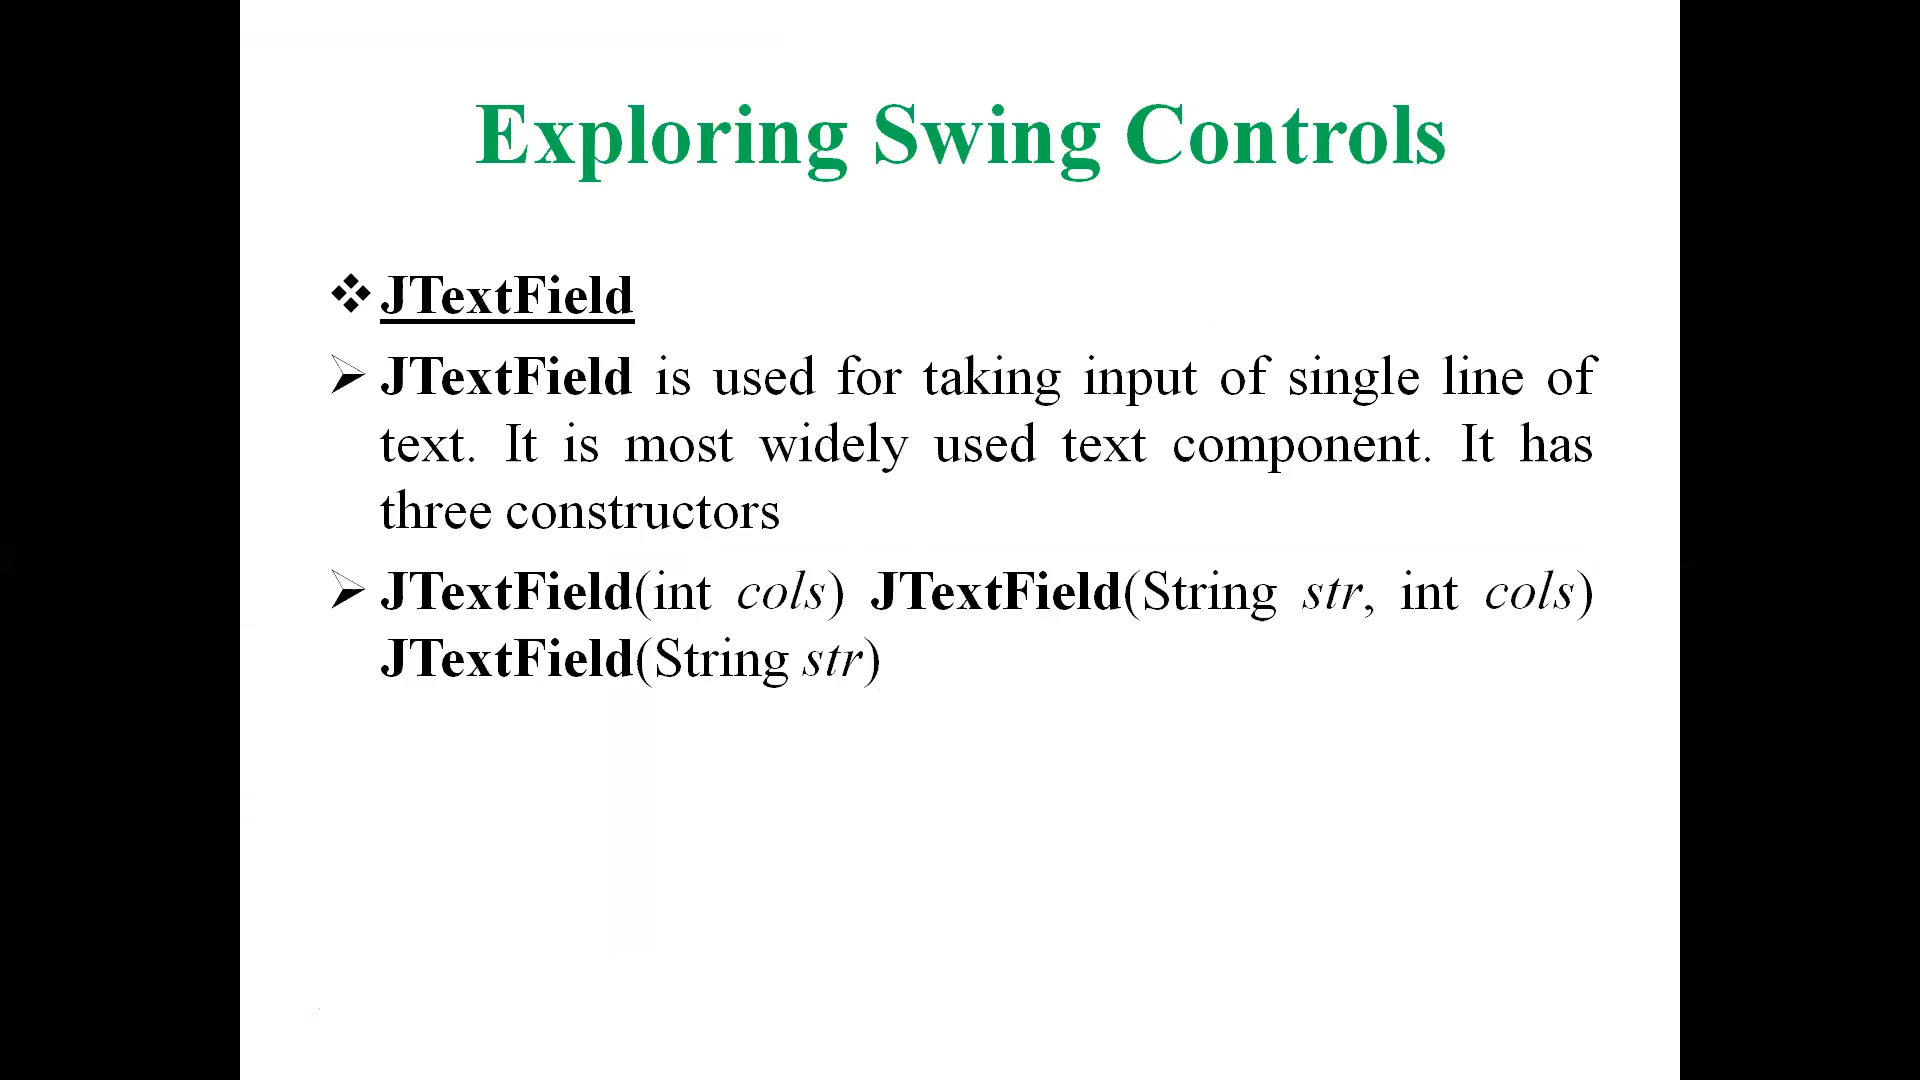 Exploring Swing Controls
❖ JTextField
➢ JTextField is used for taking input of single line of
text. It is most widely used text component. It has
three constructors
➢ JTextField(int cols) JTextField(String str, int cols)
JTextField(String str)